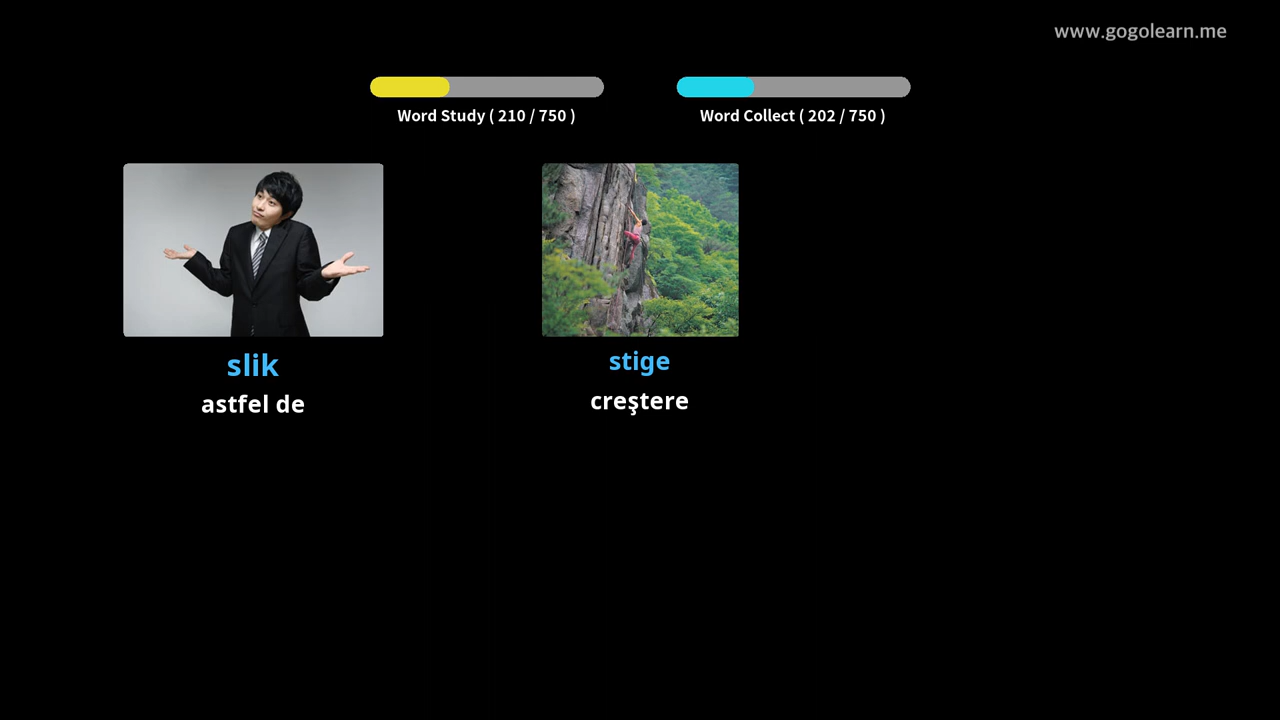 www.gogolearn.me
Word Study ( 210 / 750 )
Word Collect ( 202 / 750 )
slik
stige
astfel de
creştere